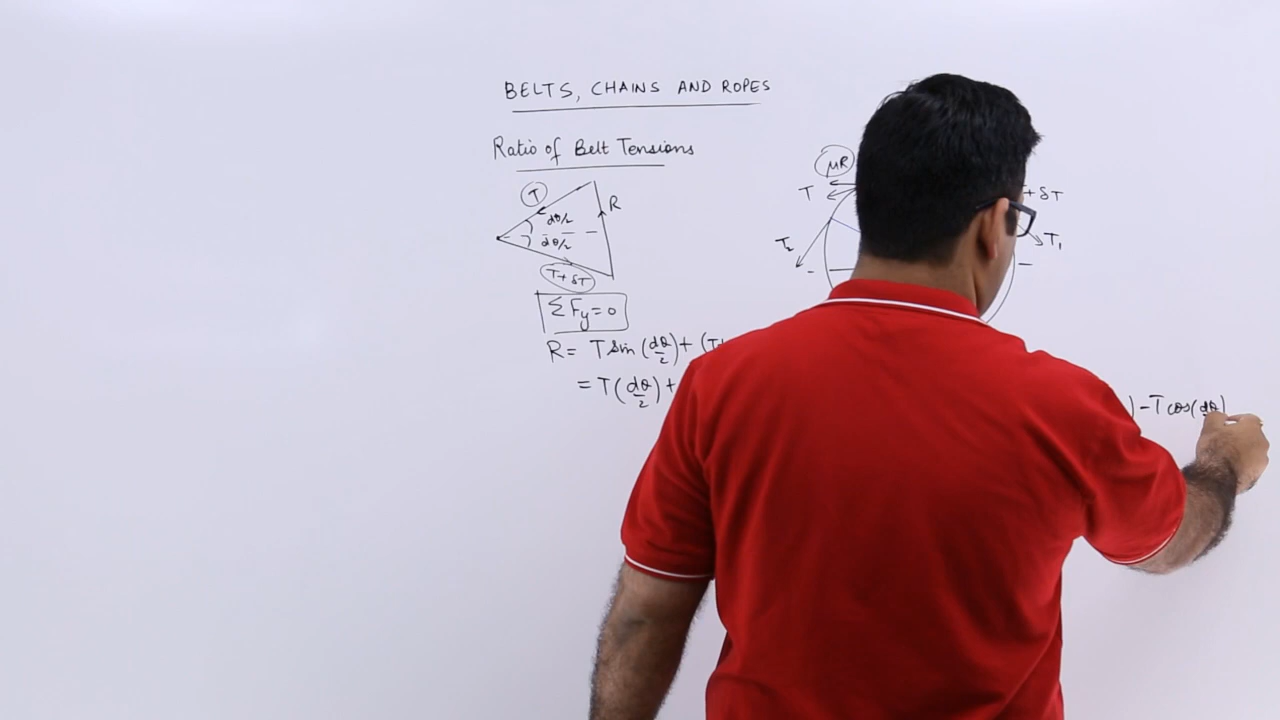 BELTS, CHAINS AND ROPES
Ratio of Belt Tensions
T
R
dθ/2
dθ/2
T+δT
ΣFy=0
R= T sin(dθ/2)+ (T+
=T(dθ/2)+
μR
T
+ δT
T₂
T₁
) -T cos(dθ